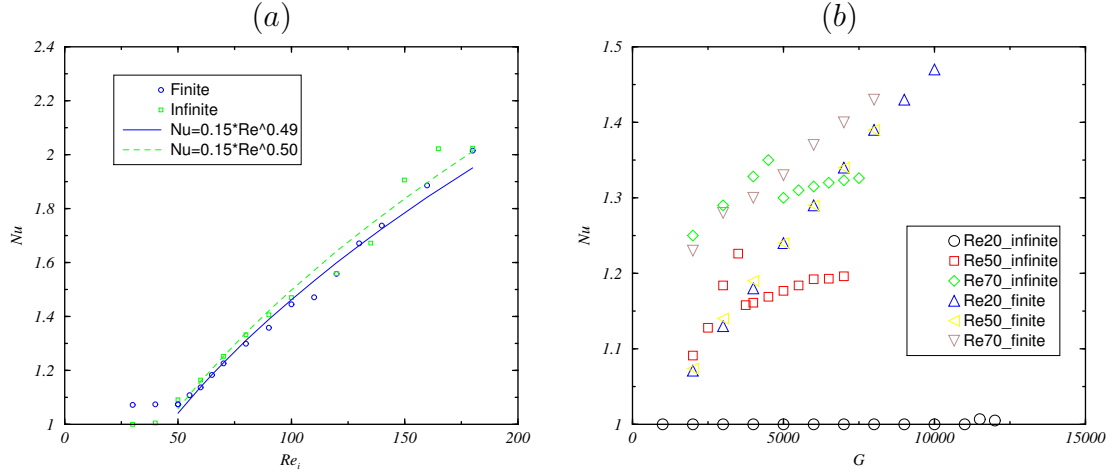 (a)
2.4
2.2
2
1.8
1.6
1.4
1.2
1
Nu
0
50
100
150
200
Re_i
Finite
Infinite
Nu=0.15*Re^0.49
Nu=0.15*Re^0.50
(b)
1.5
1.4
1.3
1.2
1.1
1
Nu
0
5000
10000
15000
G
Re20_infinite
Re50_infinite
Re70_infinite
Re20_finite
Re50_finite
Re70_finite